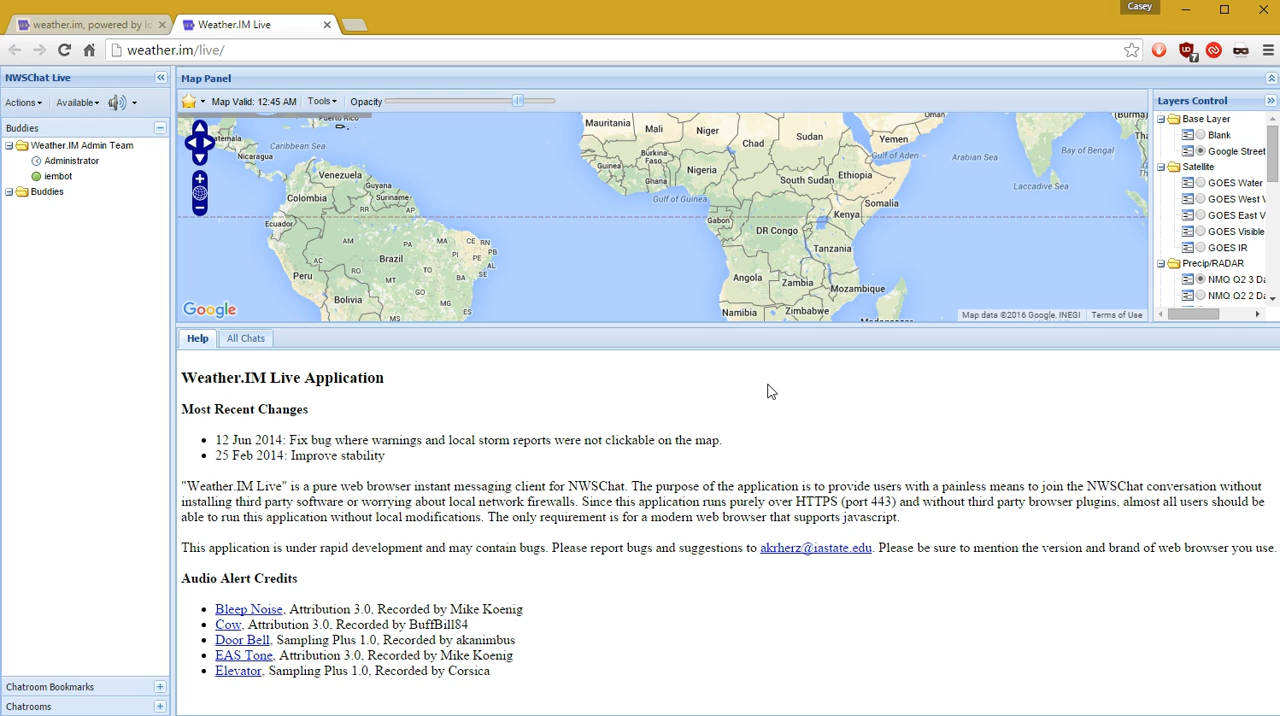 Casey
weather.im, powered by Ic
Weather.IM Live
weather.im/live/
7
NWSChat Live
Map Panel
Actions
Available
Map Valid: 12:45 AM
Tools
Opacity
Layers Control
Buddies
Weather.IM Admin Team
Administrator
iembot
Buddies
Base Layer
Blank
Google Street
Satellite
GOES Water
GOES West V
GOES East V
GOES Visible
GOES IR
Precip/RADAR
NMQ Q2 3 Da
NMQ Q2 2 Da
Puerto Rico
Caribbean Sea
Nicaragua
Venezuela
Guyana
Suriname
Colombia
RR
AP
Ecuador
AM
PA
MA
CE
RN
PB
PI
PE
SE
AL
AC
RO
TO
Brazil
BA
Peru
MT
GO
Bolivia
MG
MS
ES
Mauritania
Mali
Niger
Chad
Sudan
Yemen
Oman
Burkina
Faso
Guinea
Ghana
Nigeria
Gulf of Guinea
South Sudan
Ethiopia
Gulf of Aden
Somalia
Kenya
Gabon
DR Congo
Tanzania
Angola
Zambia
Mozambique
Namibia
Zimbabwe
Madagascar
Arabian Sea
(Burma)
Bay of Bengal
Laccadive Sea
Google
Map data ©2016 Google, INEGI
Terms of Use
Help
All Chats
Weather.IM Live Application
Most Recent Changes
12 Jun 2014: Fix bug where warnings and local storm reports were not clickable on the map.
25 Feb 2014: Improve stability
"Weather.IM Live" is a pure web browser instant messaging client for NWSChat. The purpose of the application is to provide users with a painless means to join the NWSChat conversation without
installing third party software or worrying about local network firewalls. Since this application runs purely over HTTPS (port 443) and without third party browser plugins, almost all users should be
able to run this application without local modifications. The only requirement is for a modern web browser that supports javascript.
This application is under rapid development and may contain bugs. Please report bugs and suggestions to akrherz@iastate.edu. Please be sure to mention the version and brand of web browser you use.
Audio Alert Credits
Bleep Noise, Attribution 3.0, Recorded by Mike Koenig
Cow, Attribution 3.0, Recorded by BuffBill84
Door Bell, Sampling Plus 1.0, Recorded by akanimbus
EAS Tone, Attribution 3.0, Recorded by Mike Koenig
Elevator, Sampling Plus 1.0, Recorded by Corsica
Chatroom Bookmarks
Chatrooms